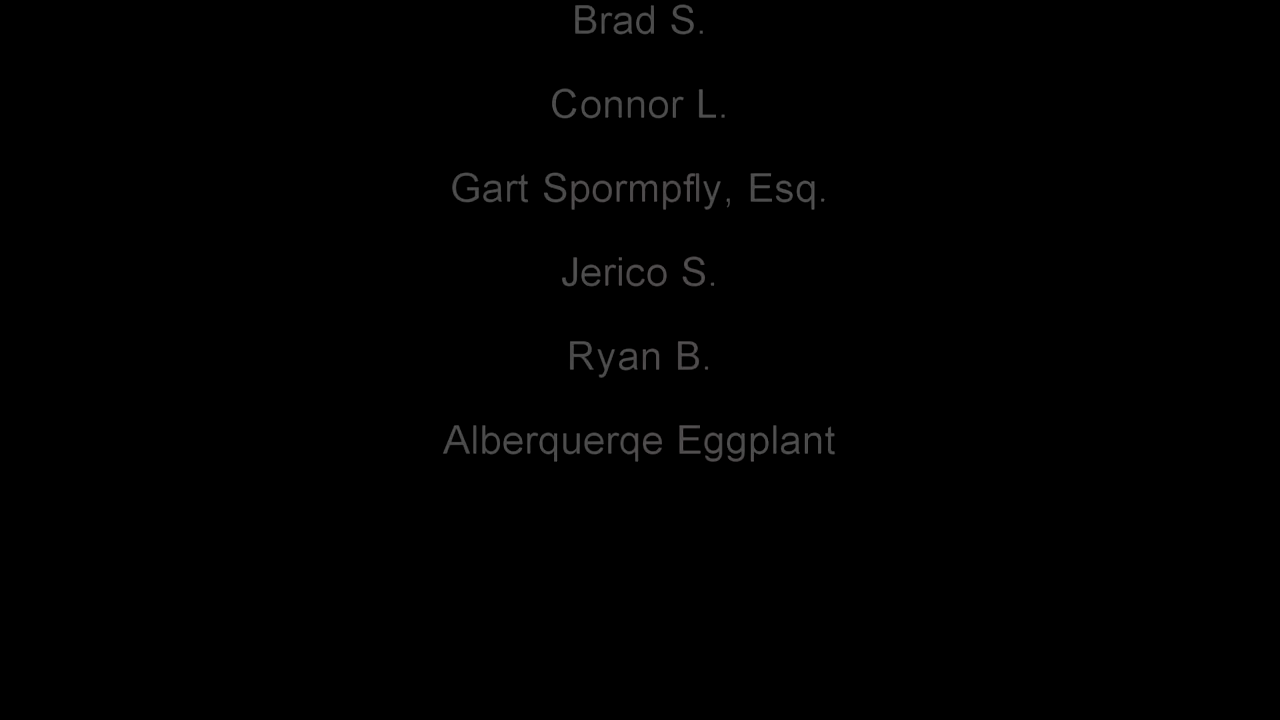 Brad S.
Connor L.
Gart Spormpfly, Esq.
Jerico S.
Ryan B.
Alberquerqe Eggplant